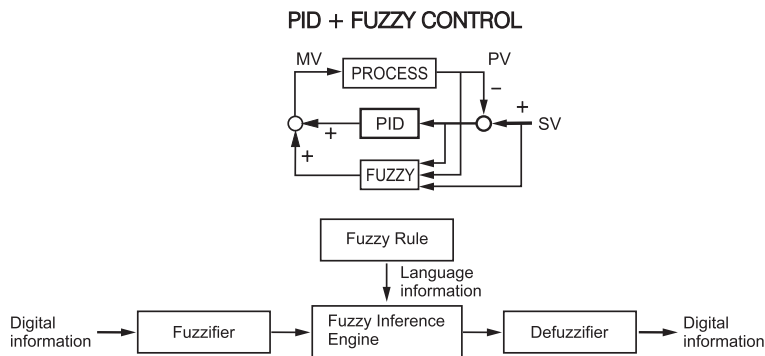 PID + FUZZY CONTROL
MV
PV
PROCESS
−
+
PID
SV
+
+
FUZZY
Fuzzy Rule
Language
information
Digital
information
Fuzzifier
Fuzzy Inference
Engine
Defuzzifier
Digital
information